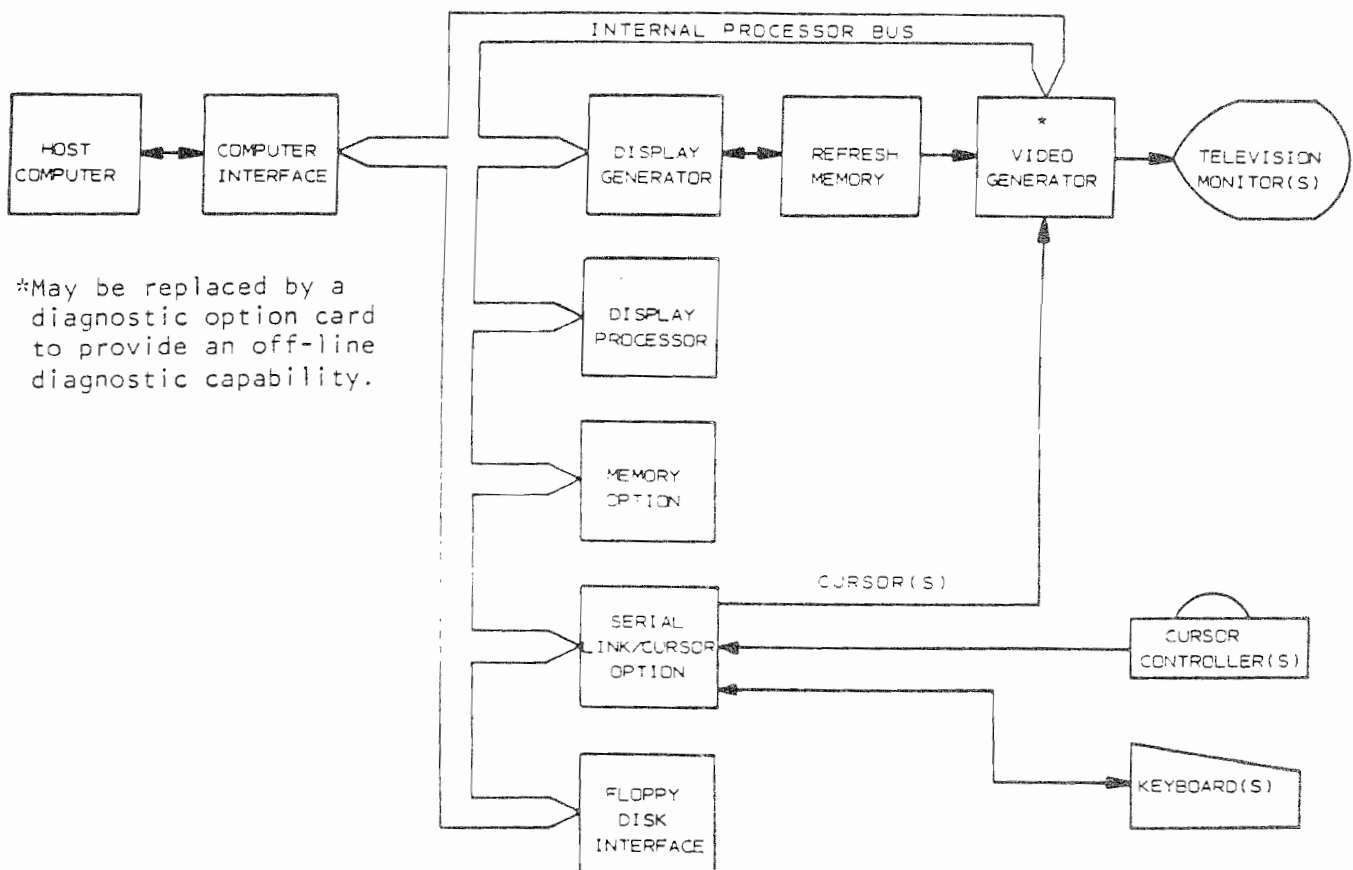 INTERNAL PROCESSOR BUS
HOST
COMPUTER
COMPUTER
INTERFACE
DISPLAY
GENERATOR
REFRESH
MEMORY
*
VIDEO
GENERATOR
TELEVISION
MONITOR(S)
*May be replaced by a
diagnostic option card
to provide an off-line
diagnostic capability.
DISPLAY
PROCESSOR
MEMORY
OPTION
CURSOR(S)
SERIAL
LINK/CURSOR
OPTION
CURSOR
CONTROLLER(S)
KEYBOARD(S)
FLOPPY
DISK
INTERFACE